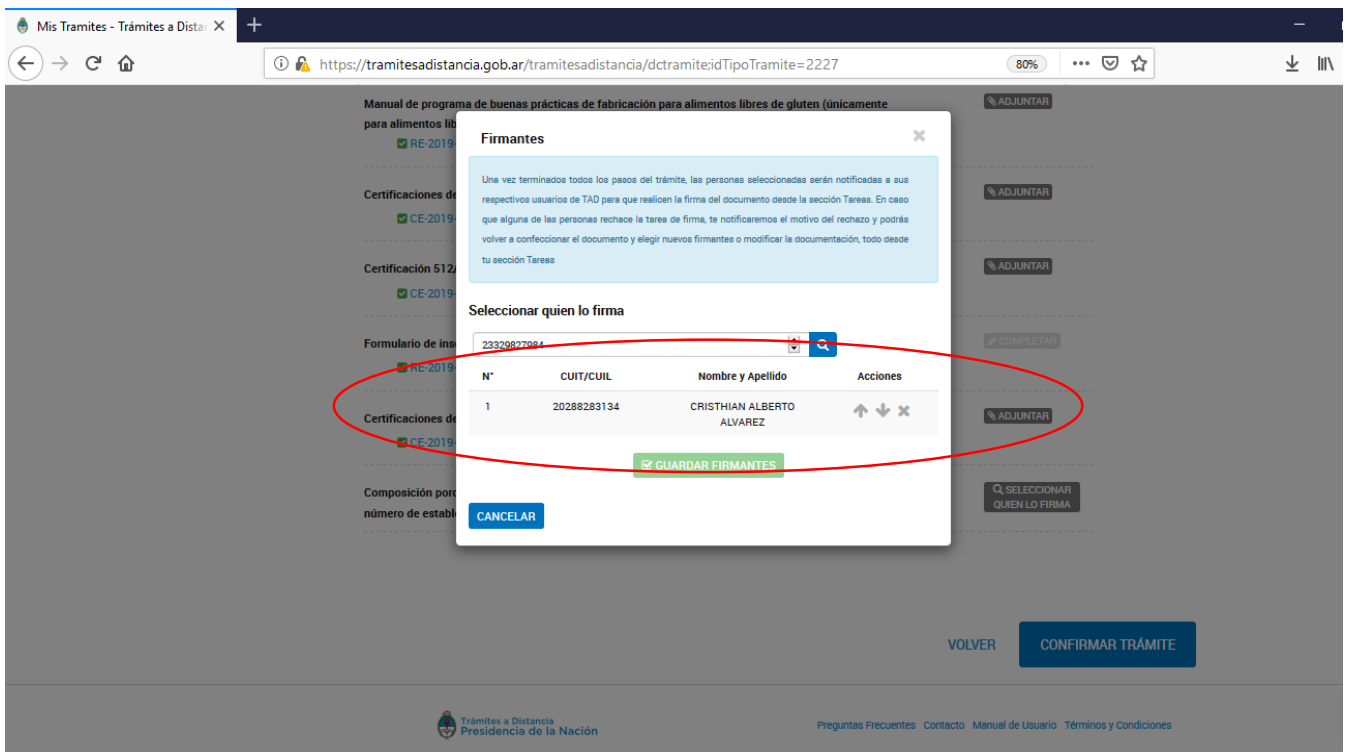 Mis Tramites - Trámites a Distar
https://tramitesadistancia.gob.ar/tramitesadistancia/dctramite;idTipoTramite=2227
80%
Manual de programa de buenas prácticas de fabricación para alimentos libres de gluten (únicamente
para alimentos lib
ADJUNTAR
RE-2019-
Certificaciones de
ADJUNTAR
CE-2019-
Certificación 512/
ADJUNTAR
CE-2019-
Formulario de ins
COMPLETAR
RE-2019-
Certificaciones de
ADJUNTAR
CE-2019-
Composición porc
número de establ
SELECCIONAR
QUIEN LO FIRMA
Firmantes
Una vez terminados todos los pasos del trámite, las personas seleccionadas serán notificadas a sus
respectivos usuarios de TAD para que realicen la firma del documento desde la sección Tareas. En caso
que alguna de las personas rechace la tarea de firma, te notificaremos el motivo del rechazo y podrás
volver a confeccionar el documento y elegir nuevos firmantes o modificar la documentación, todo desde
tu sección Tareas
Seleccionar quien lo firma
23329827984
N° CUIT/CUIL Nombre y Apellido Acciones
1 20288283134 CRISTHIAN ALBERTO
ALVAREZ
GUARDAR FIRMANTES
CANCELAR
VOLVER CONFIRMAR TRÁMITE
Trámites a Distancia
Presidencia de la Nación
Preguntas Frecuentes Contacto Manual de Usuario Términos y Condiciones